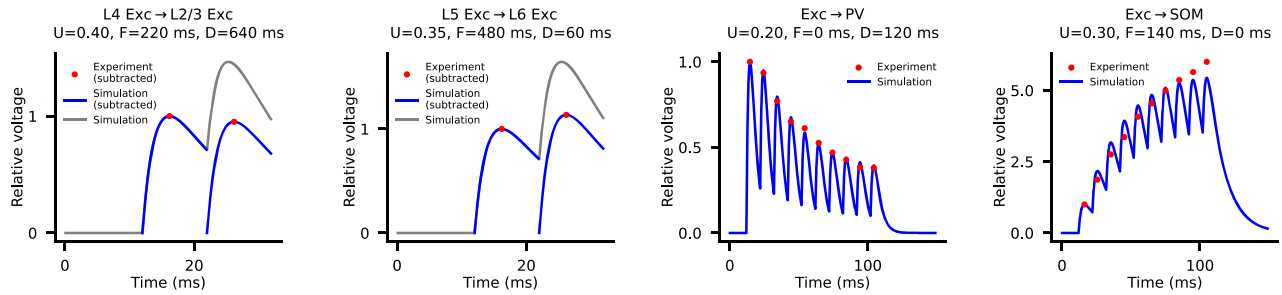 L4 Exc→L2/3 Exc
U=0.40, F=220 ms, D=640 ms
Experiment
(subtracted)
Simulation
(subtracted)
Simulation
Relative voltage
1
0
0
20
Time (ms)
L5 Exc→L6 Exc
U=0.35, F=480 ms, D=60 ms
Experiment
(subtracted)
Simulation
(subtracted)
Simulation
Relative voltage
1
0
0
20
Time (ms)
Exc→PV
U=0.20, F=0 ms, D=120 ms
Experiment
Simulation
Relative voltage
1.0
0.5
0.0
0
100
Time (ms)
Exc→SOM
U=0.30, F=140 ms, D=0 ms
Experiment
Simulation
Relative voltage
5.0
2.5
0.0
0
100
Time (ms)